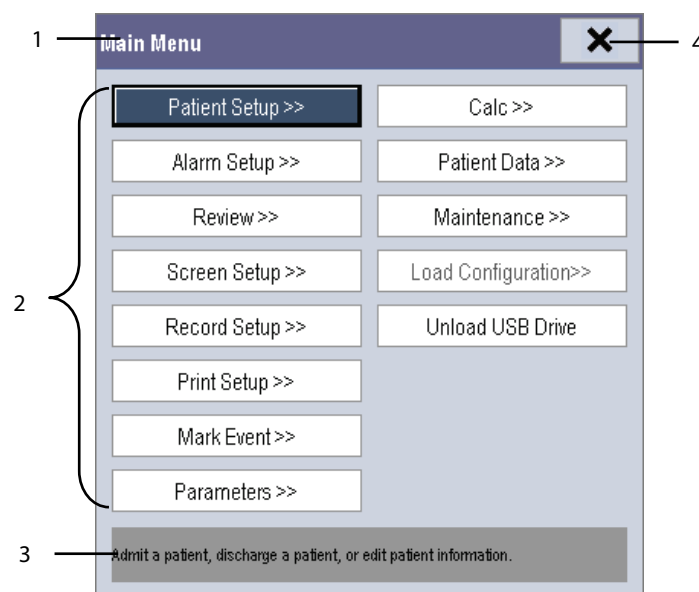 1
Main Menu
4
2
Patient Setup >>
Alarm Setup >>
Review >>
Screen Setup >>
Record Setup >>
Print Setup >>
Mark Event >>
Parameters >>
Calc >>
Patient Data >>
Maintenance >>
Load Configuration>>
Unload USB Drive
3
Admit a patient, discharge a patient, or edit patient information.